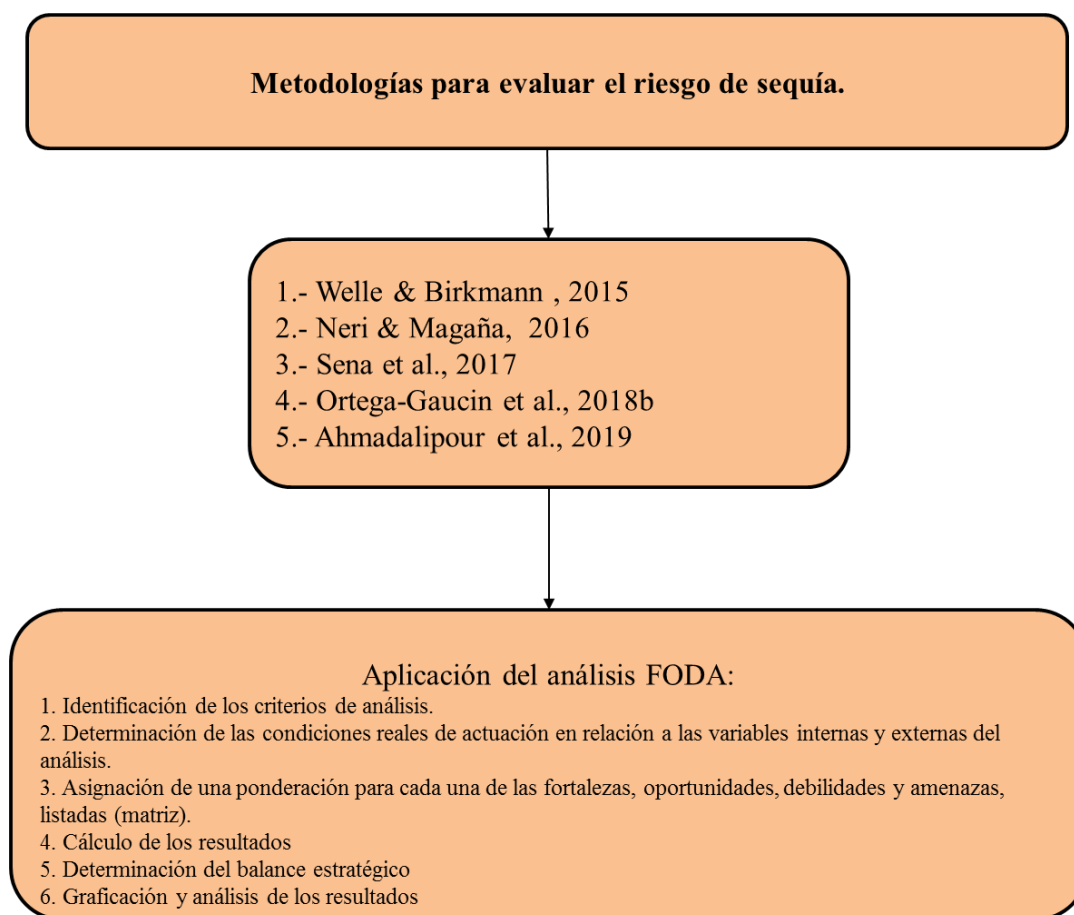 Metodologías para evaluar el riesgo de sequía.
1.- Welle & Birkmann , 2015
2.- Neri & Magaña, 2016
3.- Sena et al., 2017
4.- Ortega-Gaucin et al., 2018b
5.- Ahmadalipour et al., 2019
Aplicación del análisis FODA:
1. Identificación de los criterios de análisis.
2. Determinación de las condiciones reales de actuación en relación a las variables internas y externas del
análisis.
3. Asignación de una ponderación para cada una de las fortalezas, oportunidades, debilidades y amenazas,
listadas (matriz).
4. Cálculo de los resultados
5. Determinación del balance estratégico
6. Graficación y análisis de los resultados